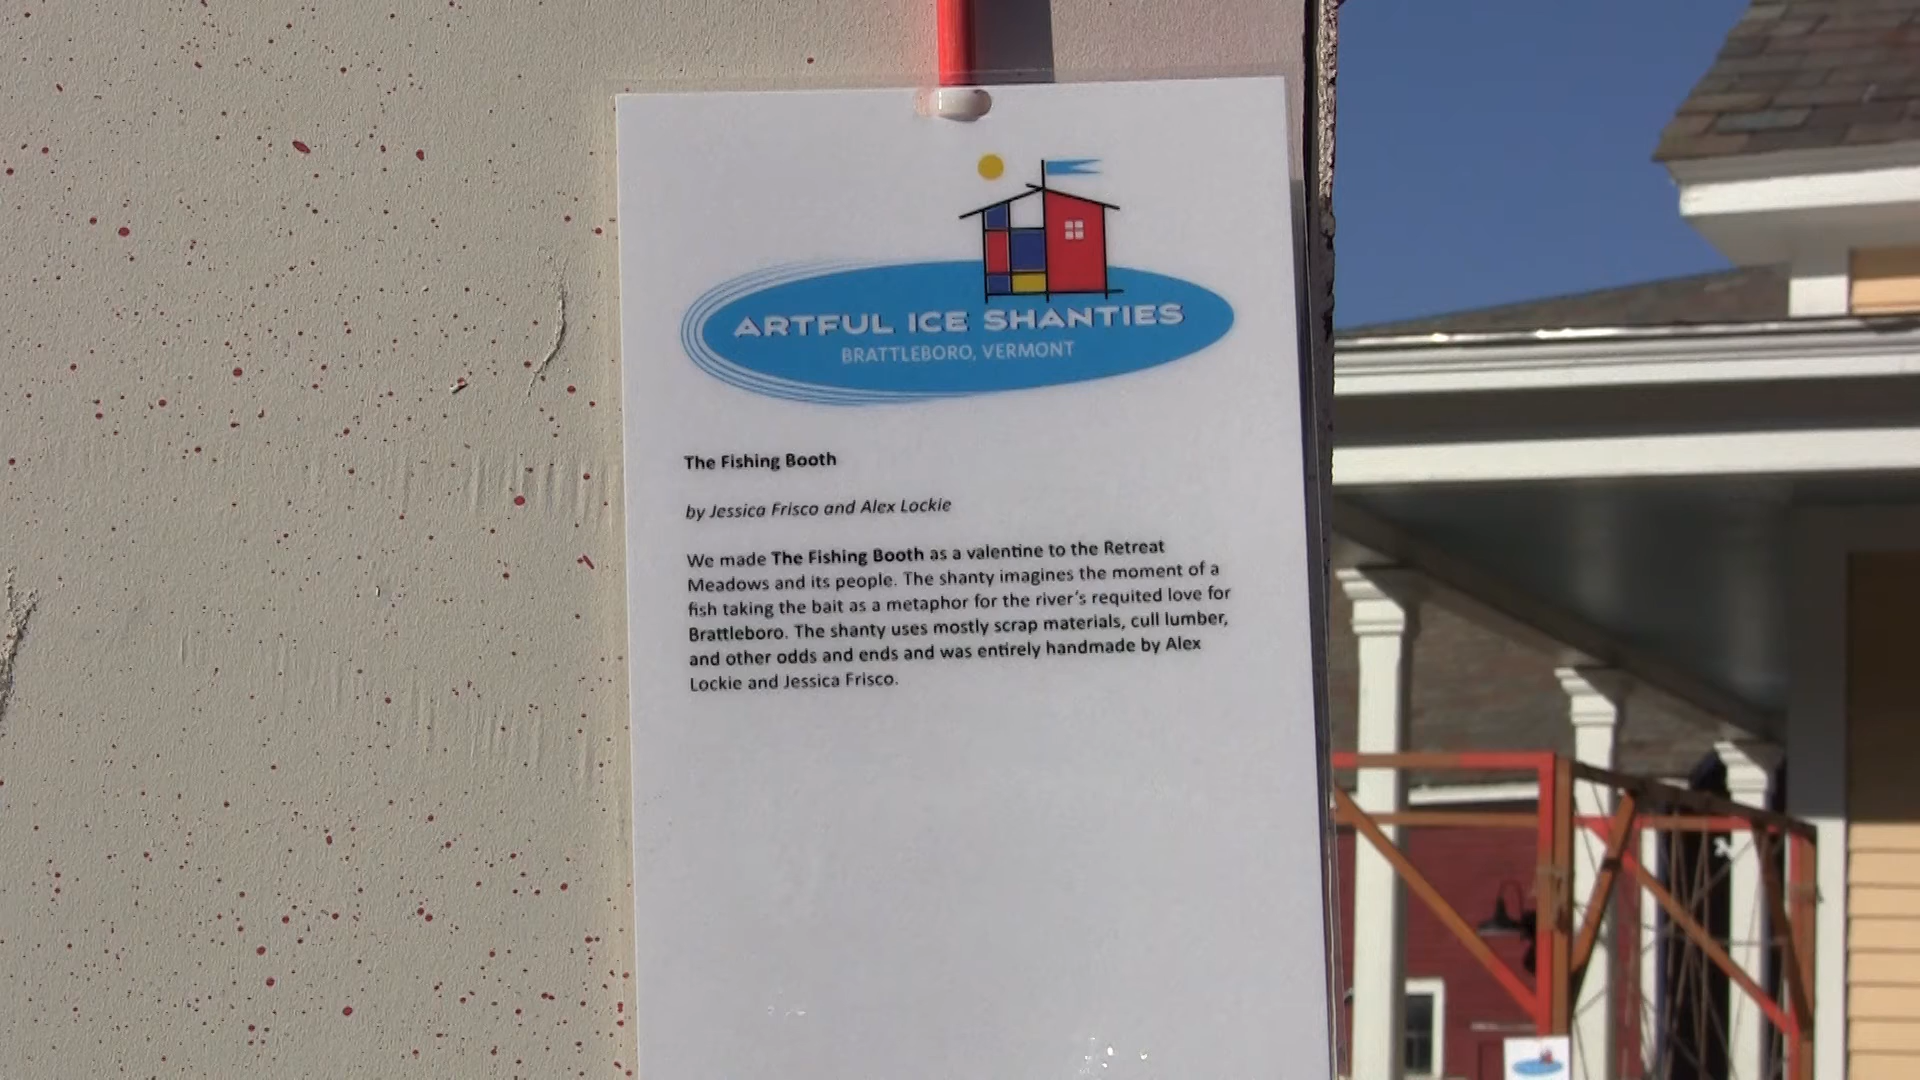 ARTFUL ICE SHANTIES
BRATTLEBORO, VERMONT
The Fishing Booth
by Jessica Frisco and Alex Lockie
We made The Fishing Booth as a valentine to the Retreat
Meadows and its people. The shanty imagines the moment of a
fish taking the bait as a metaphor for the river's requited love for
Brattleboro. The shanty uses mostly scrap materials, cull lumber,
and other odds and ends and was entirely handmade by Alex
Lockie and Jessica Frisco.